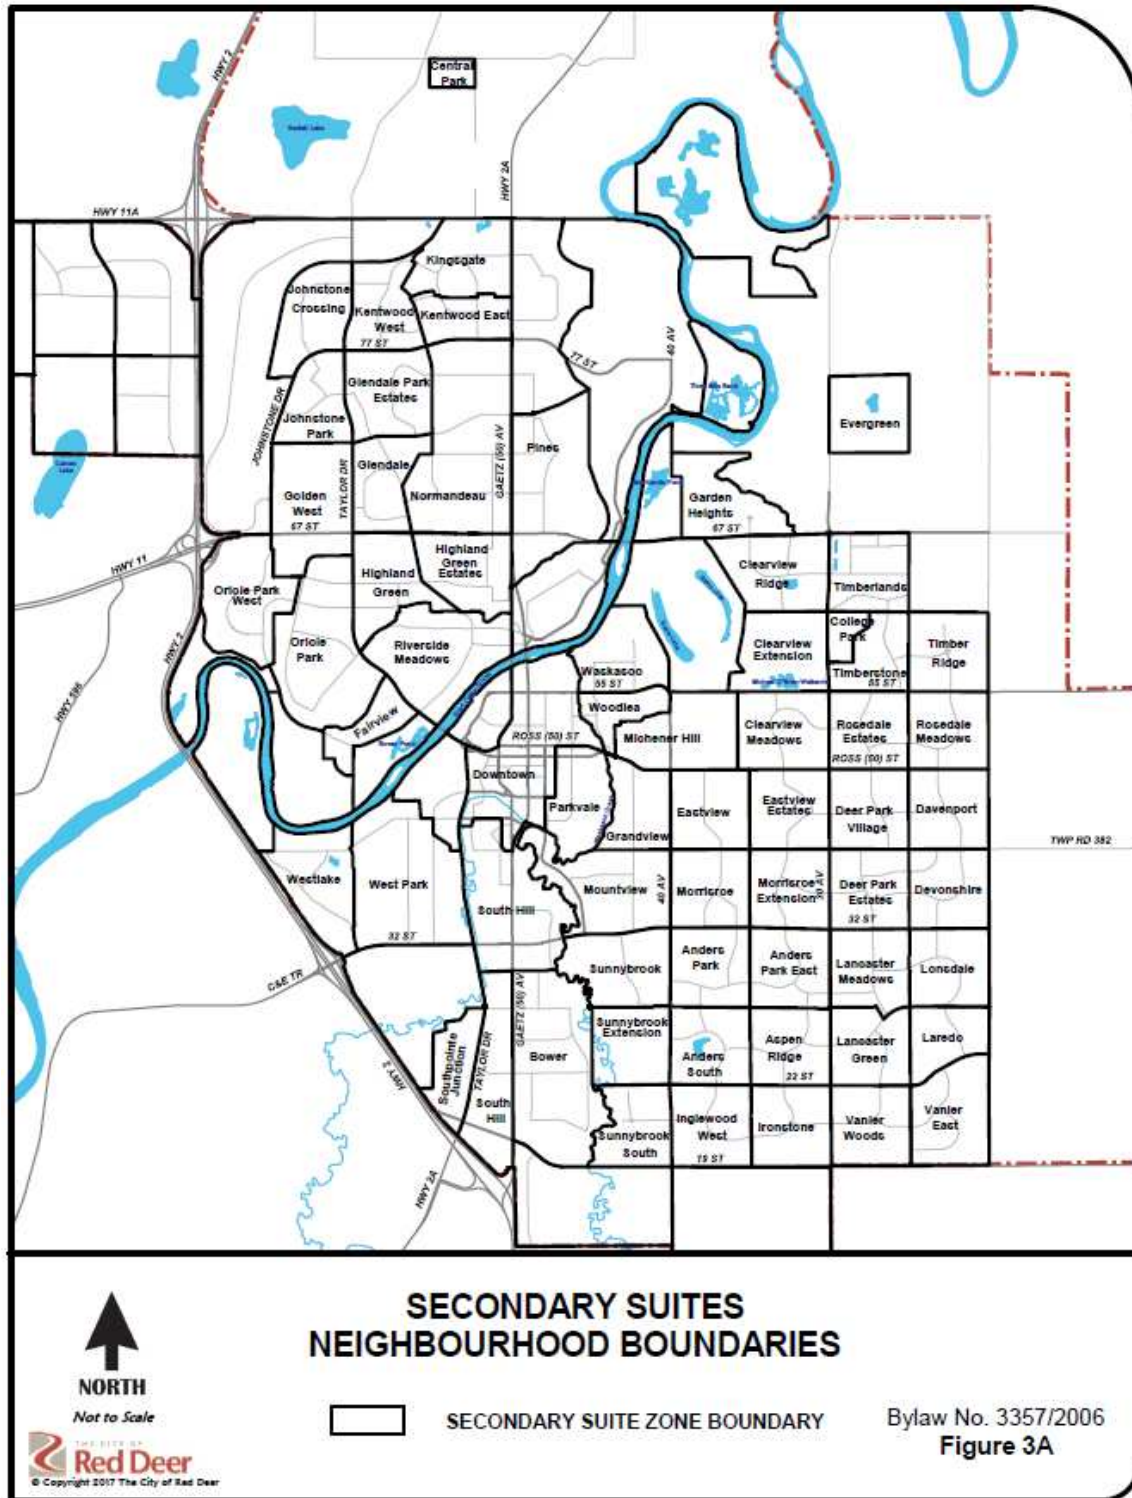 Central
Park
HWY 2
HWY 2A
HWY 11A
Kingsgate
Johnstone
Crossing
Kentwood
West
Kentwood East
77 ST
77 ST
40 AV
Glendale Park
Estates
JOHNSTONE DR
Johnstone
Park
Evergreen
GAETZ (50) AV
Pines
Glendale
TAYLOR DR
Golden
West
Normandeau
67 ST
Garden
Heights
67 ST
HWY 11
Highland
Green
Estates
Highland
Green
Clearview
Ridge
Timberlands
Oriole Park
West
College
Park
Oriole
Park
Riverside
Meadows
Clearview
Extension
Timber
Ridge
HWY 2
Waskasoo
55 ST
Timberstone
55 ST
HWY 596
Woodlea
Fairview
Michener Hill
Clearview
Meadows
Rosedale
Estates
Rosedale
Meadows
ROSS (50) ST
ROSS (50) ST
Downtown
Parkvale
Eastview
Eastview
Estates
Deer Park
Village
Davenport
Grandview
TWP RD 382
Westlake
West Park
Mountview
40 AV
Morrisroe
Morrisroe
Extension
30 AV
Deer Park
Estates
Devonshire
South Hill
32 ST
32 ST
Sunnybrook
Anders
Park
Anders
Park East
Lancaster
Meadows
Lonsdale
C&E TR
GAETZ (50) AV
Sunnybrook
Extension
Southpointe
Junction
TAYLOR DR
Bower
Anders
South
Aspen
Ridge
Lancaster
Green
Laredo
HWY 2
22 ST
South
Hill
Inglewood
West
Ironstone
Vanier
Woods
Vanier
East
Sunnybrook
South
19 ST
HWY 2A
SECONDARY SUITES
NEIGHBOURHOOD BOUNDARIES
NORTH
Not to Scale
SECONDARY SUITE ZONE BOUNDARY
Bylaw No. 3357/2006
Figure 3A
THE CITY OF
Red Deer
© Copyright 2017 The City of Red Deer